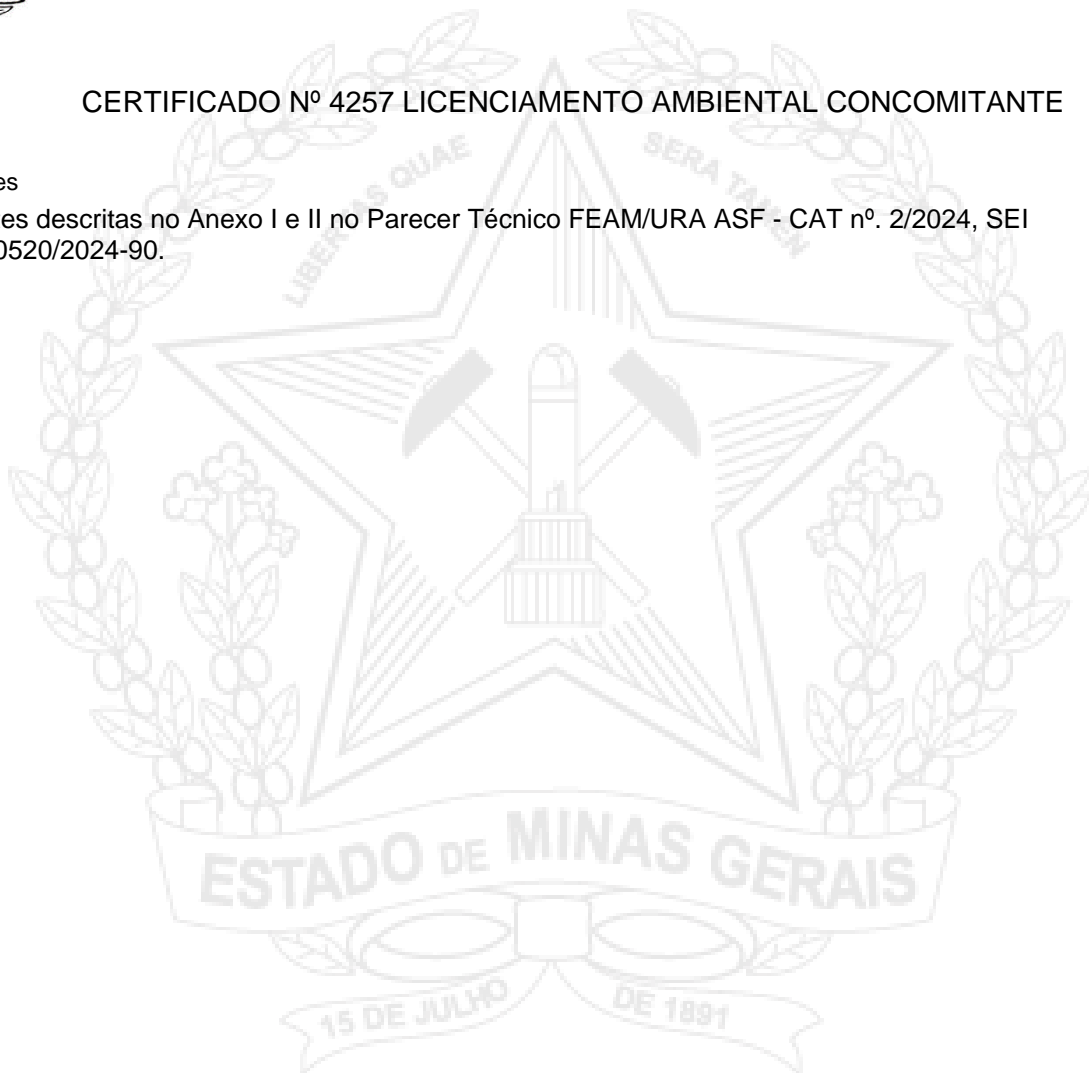 CERTIFICADO Nº 4257 LICENCIAMENTO AMBIENTAL CONCOMITANTE
es
es descritas no Anexo I e II no Parecer Técnico FEAM/URA ASF - CAT nº. 2/2024, SEI
0520/2024-90.
LIBERTAS QUAE SERA TAMEN
ESTADO DE MINAS GERAIS
15 DE JULHO DE 1891